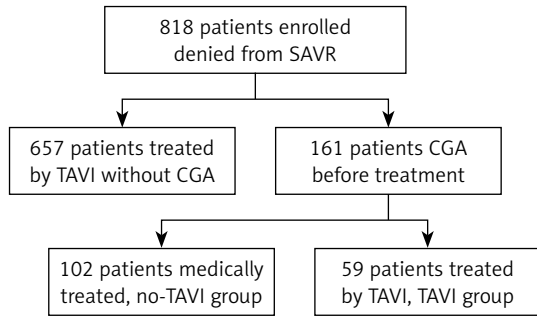 818 patients enrolled
denied from SAVR
657 patients treated
by TAVI without CGA
161 patients CGA
before treatment
102 patients medically
treated, no-TAVI group
59 patients treated
by TAVI, TAVI group